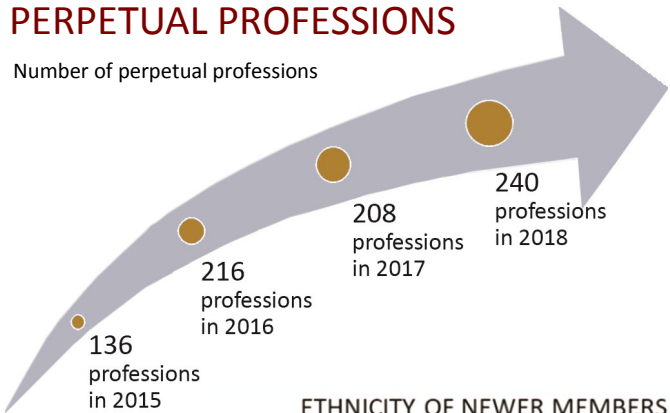 PERPETUAL PROFESSIONS
Number of perpetual professions
240
professions
in 2018
208
professions
in 2017
216
professions
in 2016
136
professions
in 2015
ETHNICITY OF NEWER MEMBERS